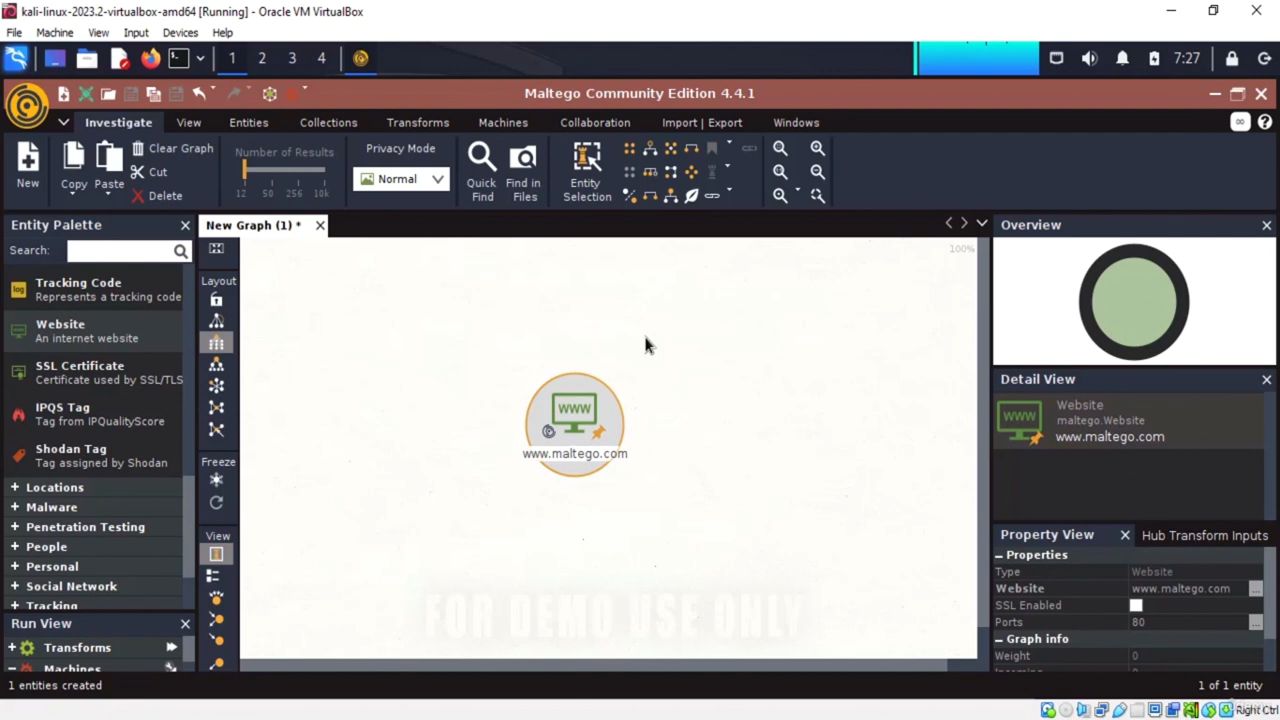 kali-linux-2023.2-virtualbox-amd64 [Running] - Oracle VM VirtualBox
File Machine View Input Devices Help
1 2 3 4
7:27
Maltego Community Edition 4.4.1
Investigate View Entities Collections Transforms Machines Collaboration Import | Export Windows
New
Copy
Paste
Clear Graph
Cut
Delete
Number of Results
12 50 256 10k
Privacy Mode
Normal
Quick
Find
Find in
Files
Entity
Selection
Entity Palette
Search:
Tracking Code
Represents a tracking code
Website
An internet website
SSL Certificate
Certificate used by SSL/TLS
IPQS Tag
Tag from IPQualityScore
Shodan Tag
Tag assigned by Shodan
+ Locations
+ Malware
+ Penetration Testing
+ People
+ Personal
+ Social Network
+ Tracking
Run View
+ Transforms
Machines
New Graph (1) *
Layout
Freeze
View
100%
WWW
www.maltego.com
FOR DEMO USE ONLY
Overview
Detail View
WWW
Website
maltego.Website
www.maltego.com
Property View
Hub Transform Inputs
Properties
Type Website
Website www.maltego.com ...
SSL Enabled
Ports 80 ...
Graph info
Weight 0
Incoming 0
1 entities created
1 of 1 entity
Right Ctrl